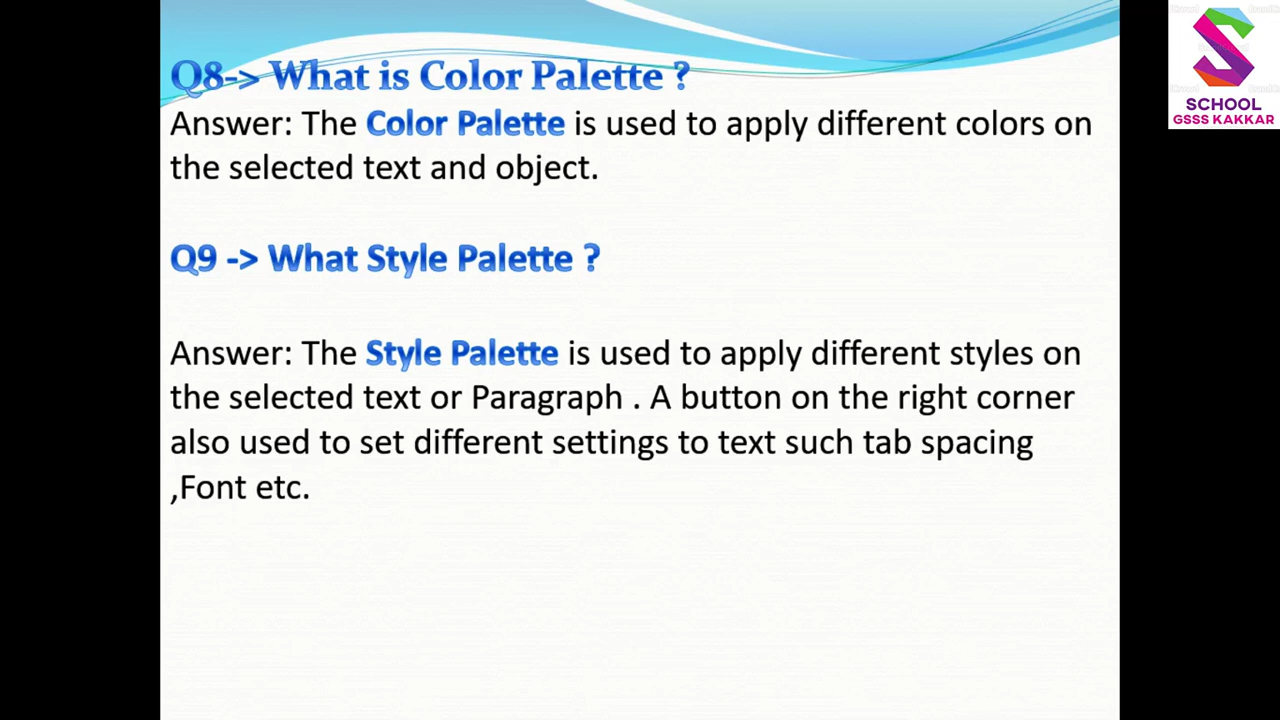 Q8-> What is Color Palette ?
Answer: The Color Palette is used to apply different colors on
the selected text and object.
Q9 -> What Style Palette ?
Answer: The Style Palette is used to apply different styles on
the selected text or Paragraph . A button on the right corner
also used to set different settings to text such tab spacing
,Font etc.
SCHOOL
GSSS KAKKAR